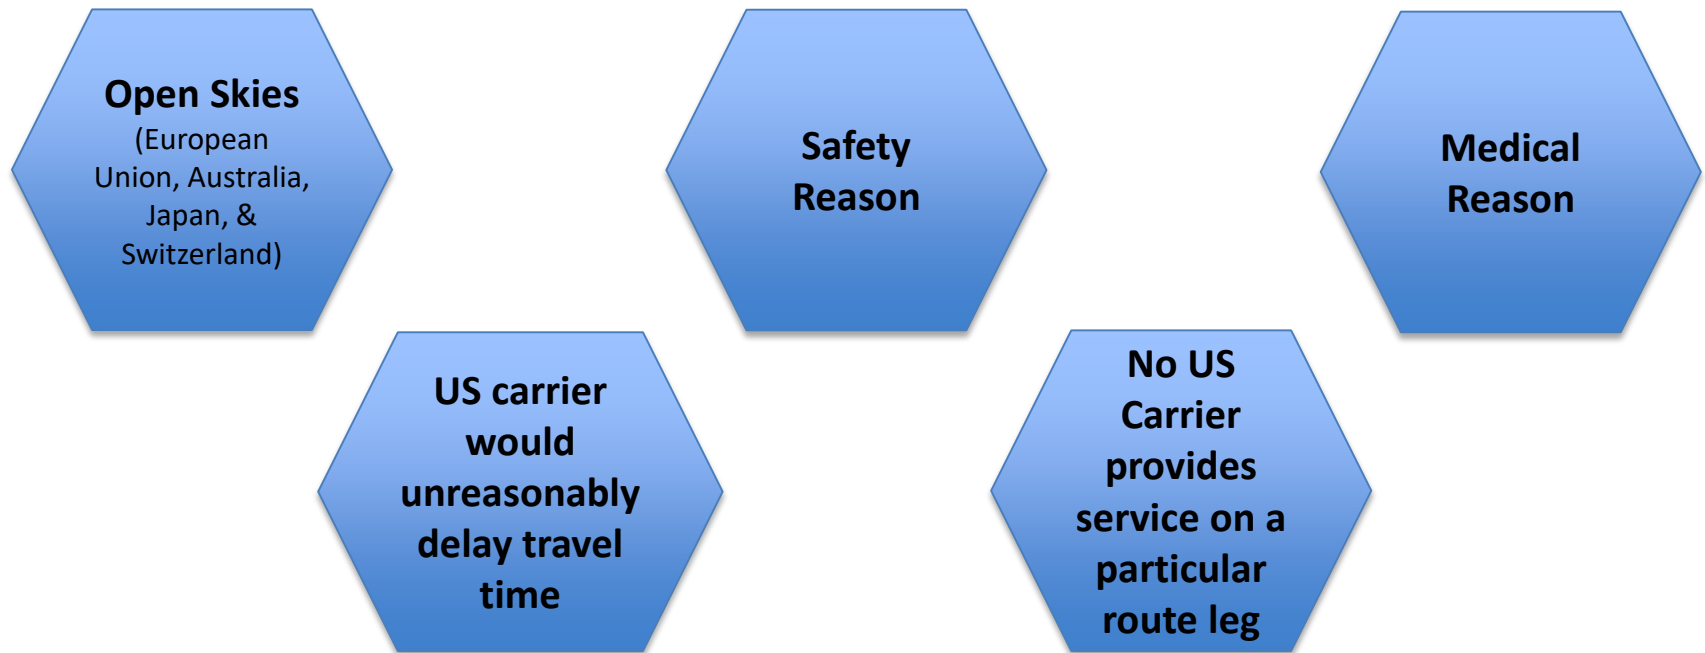 Open Skies
(European
Union, Australia,
Japan, &
Switzerland)
Safety
Reason
Medical
Reason
US carrier
would
unreasonably
delay travel
time
No US
Carrier
provides
service on a
particular
route leg